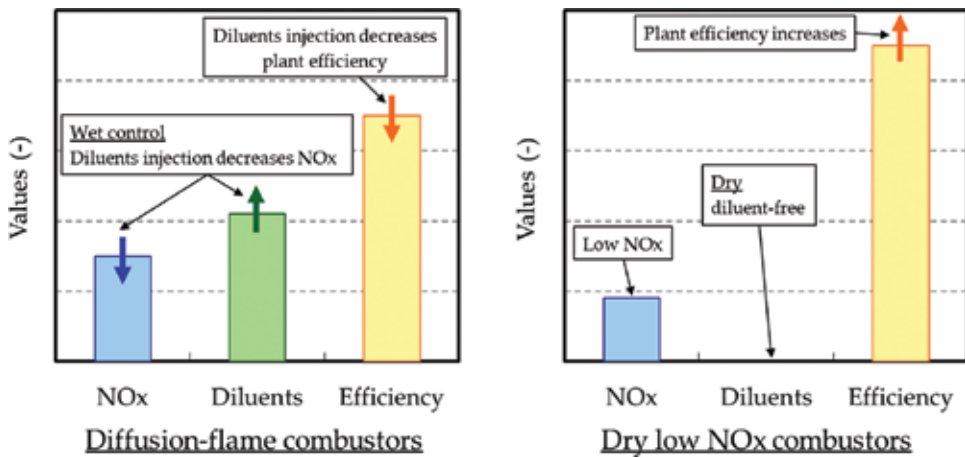 Diluents injection decreases
plant efficiency
Wet control
Diluents injection decreases NOx
Values (-)
NOx Diluents Efficiency
Diffusion-flame combustors
Plant efficiency increases
Dry
diluent-free
Low NOx
Values (-)
NOx Diluents Efficiency
Dry low NOx combustors